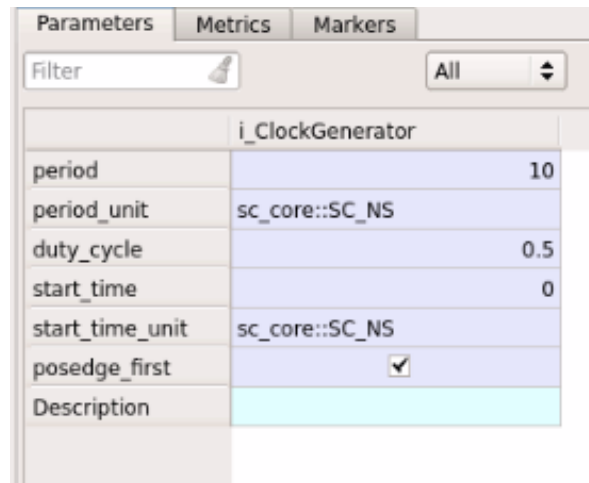 Parameters Metrics Markers
Filter All
i_ClockGenerator
period 10
period_unit sc_core::SC_NS
duty_cycle 0.5
start_time 0
start_time_unit sc_core::SC_NS
posedge_first
Description